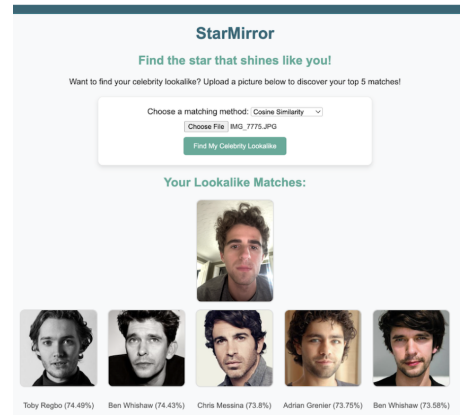 StarMirror
Find the star that shines like you!
Want to find your celebrity lookalike? Upload a picture below to discover your top 5 matches!
Choose a matching method: Cosine Similarity
Choose File IMG_7775.JPG
Find My Celebrity Lookalike
Your Lookalike Matches:
Toby Regbo (74.49%) Ben Whishaw (74.43%) Chris Messina (73.8%) Adrian Grenier (73.75%) Ben Whishaw (73.58%)